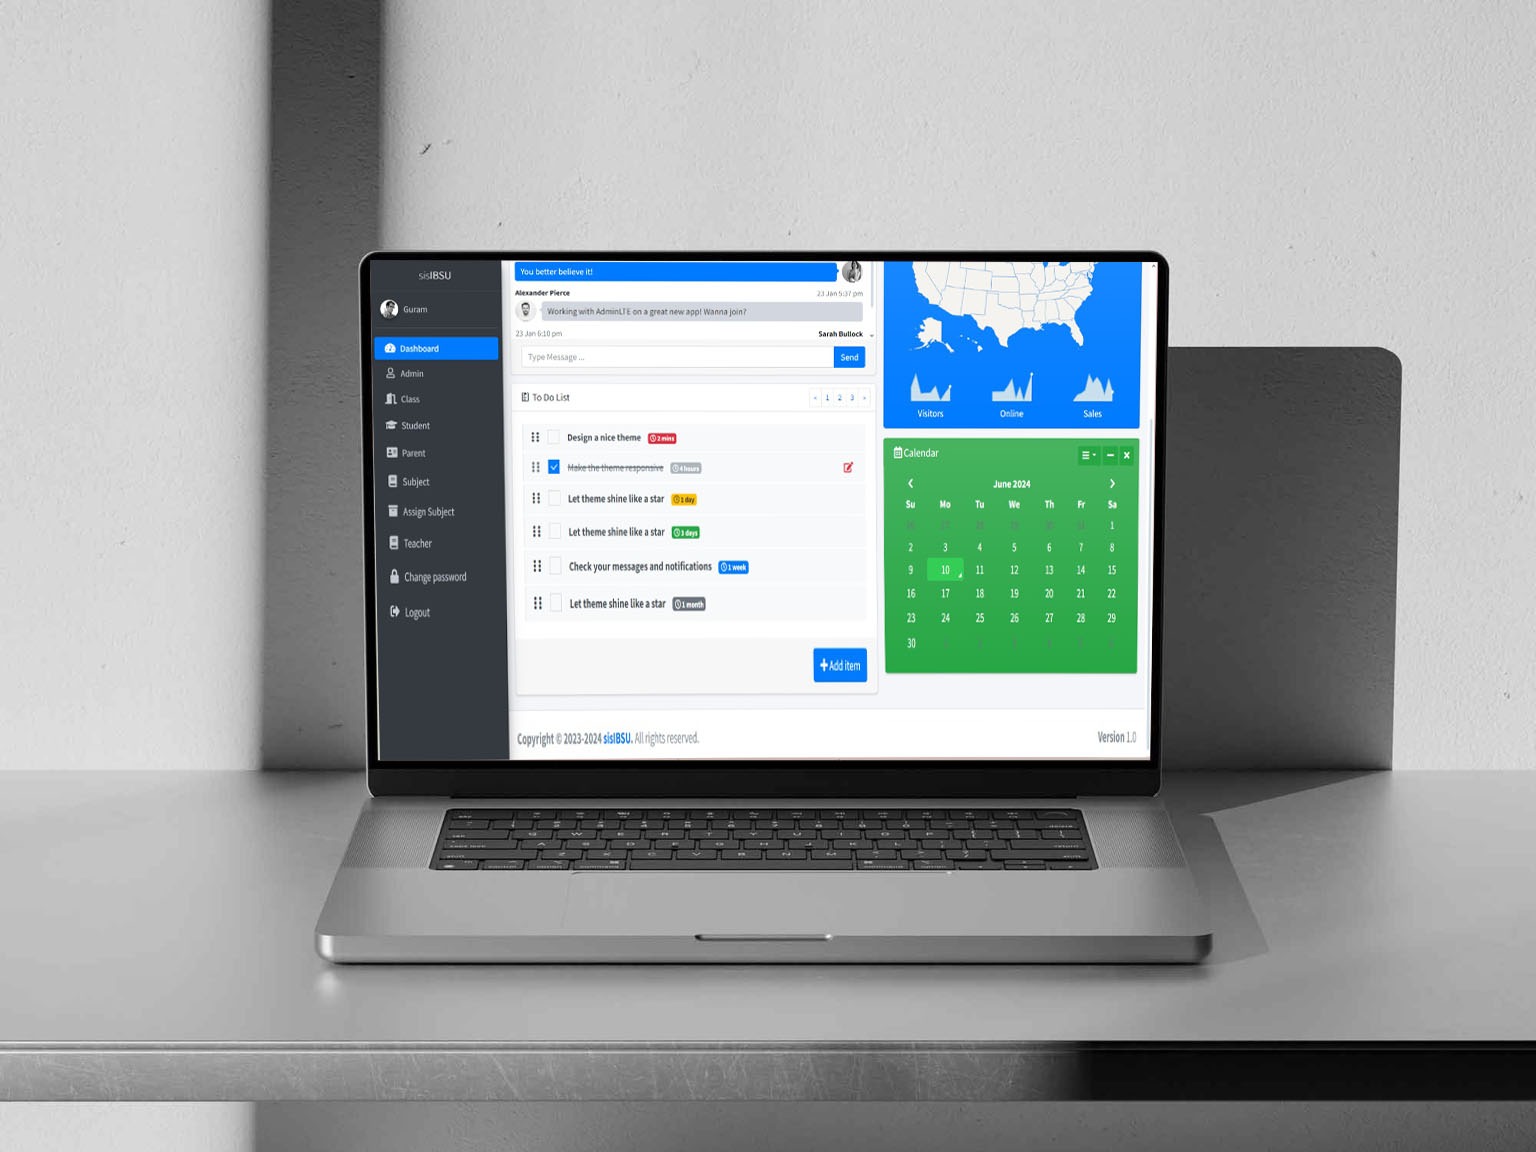 sisIBSU
Guram
Dashboard
Admin
Class
Student
Parent
Subject
Assign Subject
Teacher
Change password
Logout
You better believe it!
Alexander Pierce 23 Jan 5:37 pm
Working with AdminLTE on a great new app! Wanna join?
23 Jan 6:10 pm Sarah Bullock
Type Message ... Send
To Do List « 1 2 3 »
Design a nice theme 2 mins
Make the theme responsive 4 hours
Let theme shine like a star 1 day
Let theme shine like a star 3 days
Check your messages and notifications 1 week
Let theme shine like a star 1 month
+ Add item
Visitors Online Sales
Calendar
June 2024
Su Mo Tu We Th Fr Sa
26 27 28 29 30 31 1
2 3 4 5 6 7 8
9 10 11 12 13 14 15
16 17 18 19 20 21 22
23 24 25 26 27 28 29
30
Copyright © 2023-2024 sisIBSU. All rights reserved.
Version 1.0